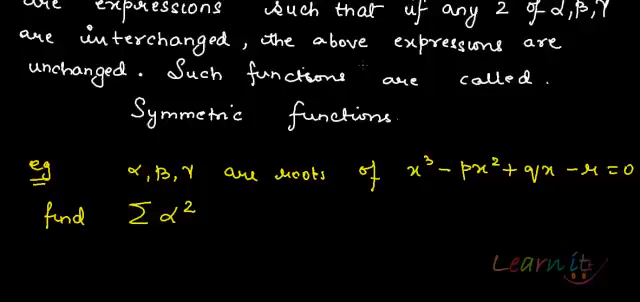 are expressions such that if any 2 of α, β, γ
are interchanged, the above expressions are
unchanged. Such functions are called.
Symmetric functions.
eg α, β, γ are roots of x³ - px² + qx - r = 0
find Σ α²
Learnit